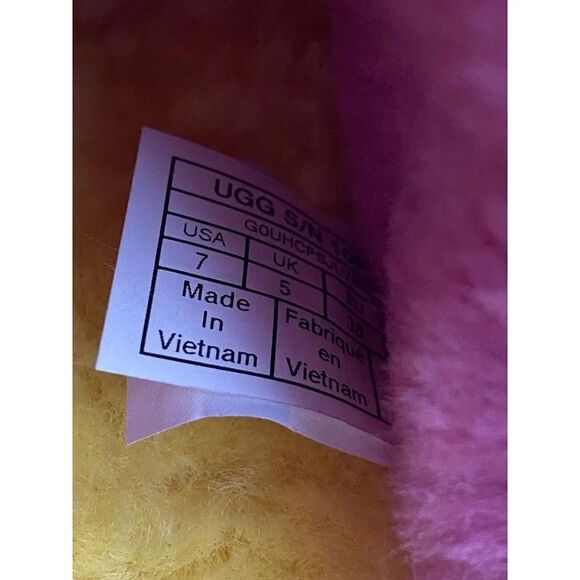 UGG S/N
USA UK
7 5 38
Made In Vietnam
Fabriqué en Vietnam